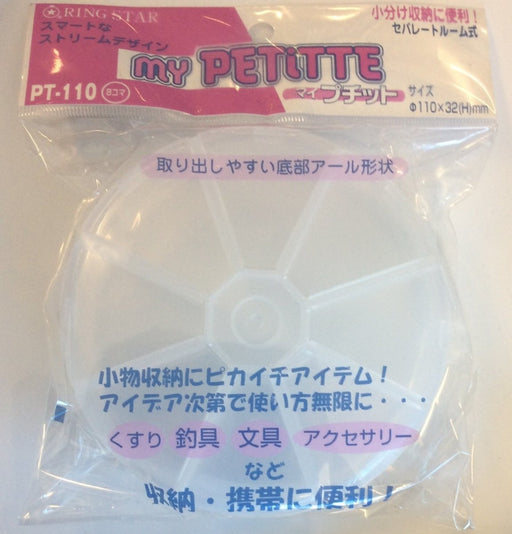 RING STAR
スマートな
ストリームデザイン
小分け収納に便利！
セパレートルーム式
my PETiTTE
PT-110 8コマ
マイプチット
サイズ
Φ110×32(H)mm
取り出しやすい底部アール形状
小物収納にピカイチアイテム！
アイデア次第で使い方無限に・・・
くすり 釣具 文具 アクセサリー
など
収納・携帯に便利！